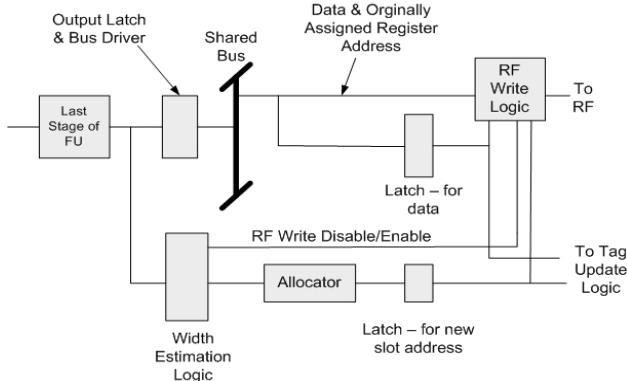 Output Latch
& Bus Driver
Shared
Bus
Data & Orginally
Assigned Register
Address
Last
Stage of
FU
RF
Write
Logic
To
RF
Latch – for
data
RF Write Disable/Enable
Allocator
To Tag
Update
Logic
Width
Estimation
Logic
Latch – for new
slot address